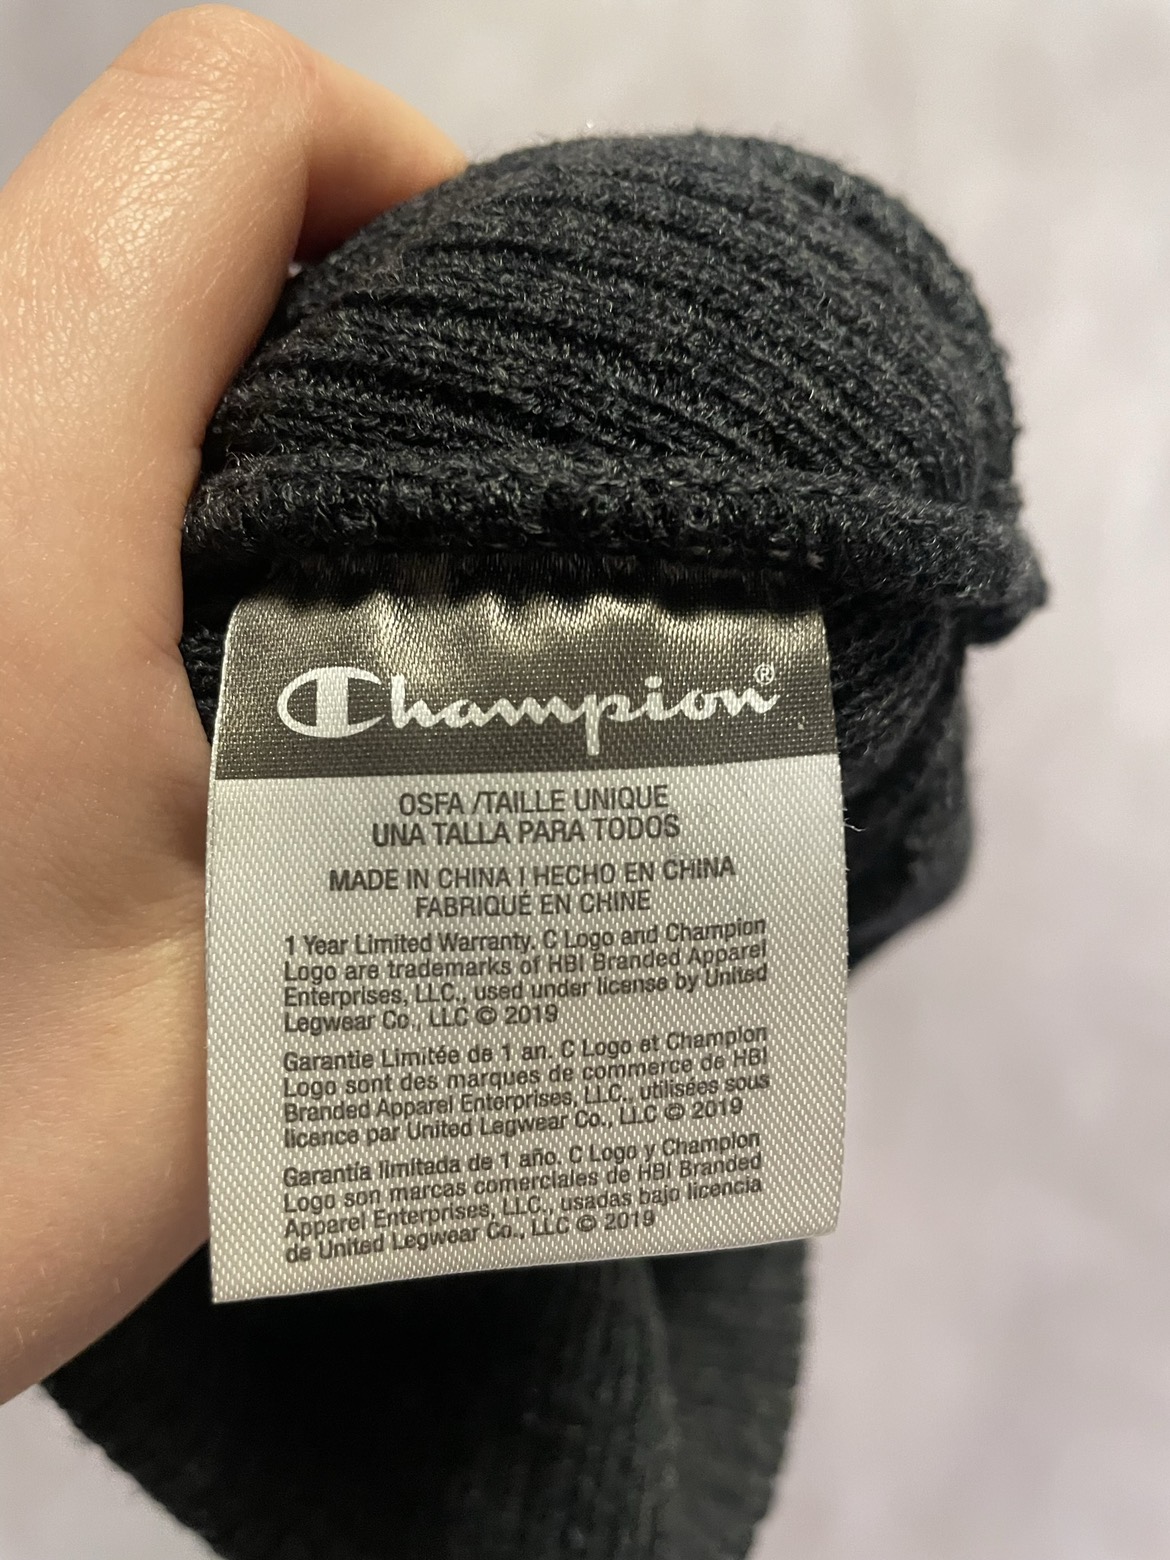 Champion®
OSFA /TAILLE UNIQUE
UNA TALLA PARA TODOS
MADE IN CHINA | HECHO EN CHINA
FABRIQUÉ EN CHINE
1 Year Limited Warranty. C Logo and Champion
Logo are trademarks of HBI Branded Apparel
Enterprises, LLC., used under license by United
Legwear Co., LLC © 2019
Garantie Limitée de 1 an. C Logo et Champion
Logo sont des marques de commerce de HBI
Branded Apparel Enterprises, LLC., utilisées sous
licence par United Legwear Co., LLC © 2019
Garantía limitada de 1 año. C Logo y Champion
Logo son marcas comerciales de HBI Branded
Apparel Enterprises, LLC., usadas bajo licencia
de United Legwear Co., LLC © 2019